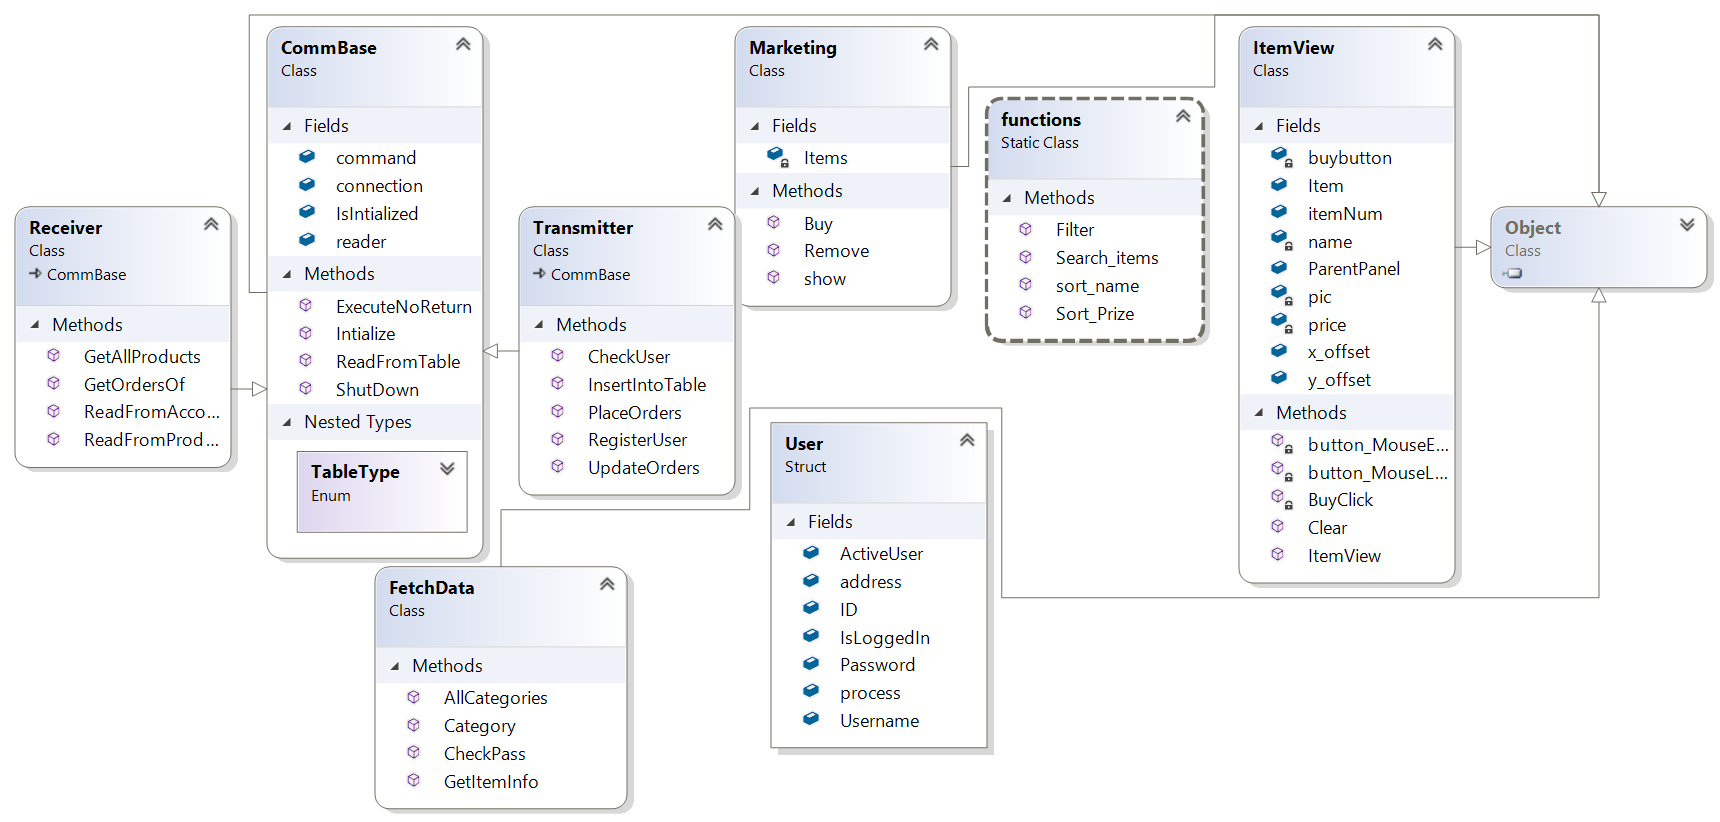 CommBase
Class
Fields
command
connection
IsIntialized
reader
Methods
ExecuteNoReturn
Intialize
ReadFromTable
ShutDown
Nested Types
TableType
Enum
Marketing
Class
Fields
Items
Methods
Buy
Remove
show
functions
Static Class
Methods
Filter
Search_items
sort_name
Sort_Prize
ItemView
Class
Fields
buybutton
Item
itemNum
name
ParentPanel
pic
price
x_offset
y_offset
Methods
button_MouseE...
button_MouseL...
BuyClick
Clear
ItemView
Receiver
Class
CommBase
Methods
GetAllProducts
GetOrdersOf
ReadFromAcco...
ReadFromProd...
Transmitter
Class
CommBase
Methods
CheckUser
InsertIntoTable
PlaceOrders
RegisterUser
UpdateOrders
Object
Class
User
Struct
Fields
ActiveUser
address
ID
IsLoggedIn
Password
process
Username
FetchData
Class
Methods
AllCategories
Category
CheckPass
GetItemInfo